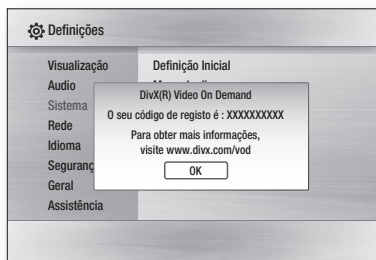 Definições
Visualização
Audio
Sistema
Rede
Idioma
Seguranç
Geral
Assistência
Definição Inicial
DivX(R) Video On Demand
O seu código de registo é : XXXXXXXXXX
Para obter mais informações,
visite www.divx.com/vod
OK